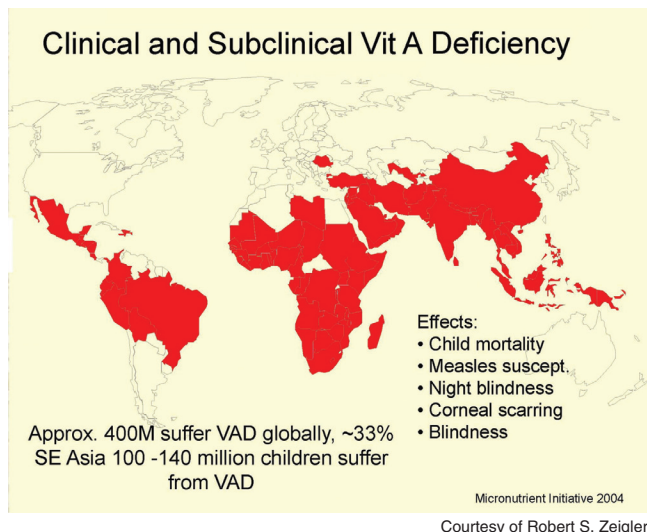 Clinical and Subclinical Vit A Deficiency
Effects:
• Child mortality
• Measles suscept.
• Night blindness
• Corneal scarring
• Blindness
Approx. 400M suffer VAD globally, ~33%
SE Asia 100 -140 million children suffer
from VAD
Micronutrient Initiative 2004
Courtesy of Robert S. Zeigler